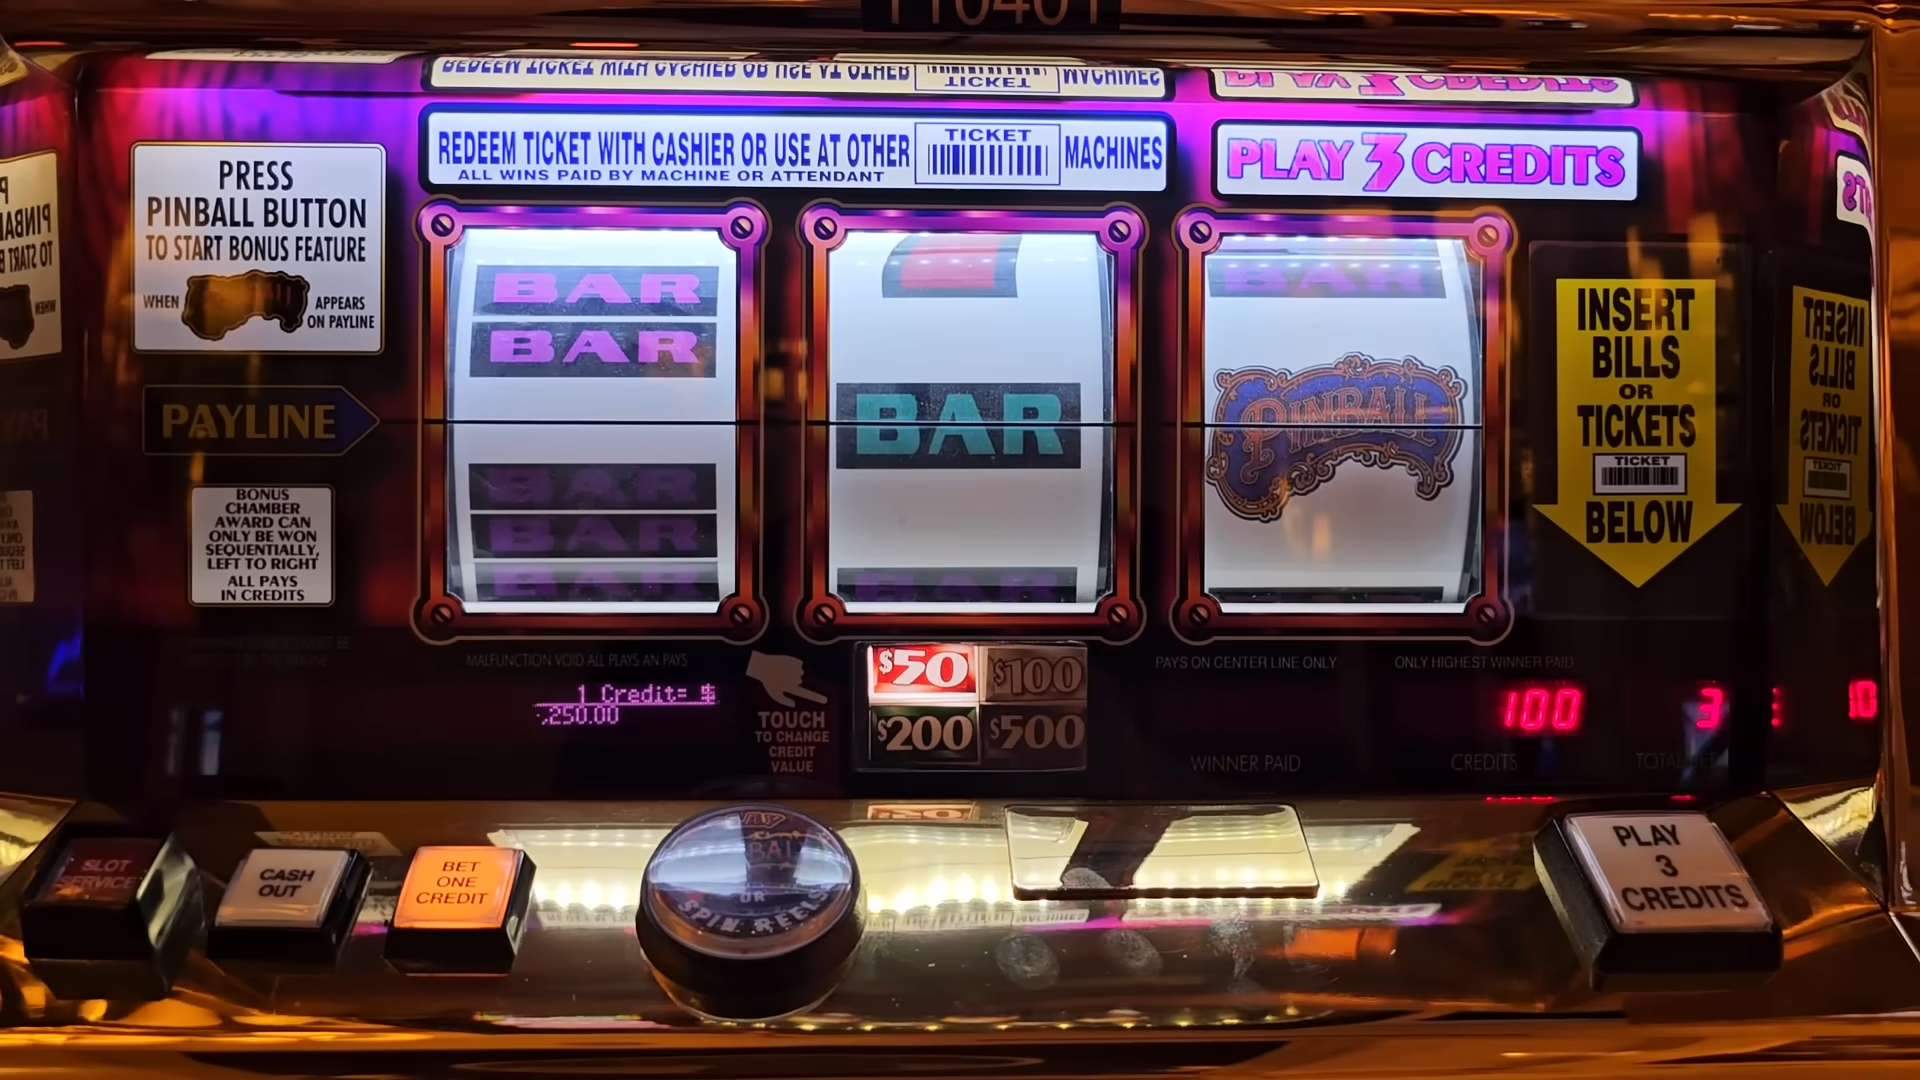 REDEEM TICKET WITH CASHIER OR USE AT OTHER TICKET MACHINES
ALL WINS PAID BY MACHINE OR ATTENDANT
PLAY 3 CREDITS
PRESS
PINBALL BUTTON
TO START BONUS FEATURE
WHEN APPEARS
ON PAYLINE
PAYLINE
BONUS
CHAMBER
AWARD CAN
ONLY BE WON
SEQUENTIALLY,
LEFT TO RIGHT
ALL PAYS
IN CREDITS
BAR
BAR
BAR
BAR
BAR
BAR
BAR
PINBALL
INSERT
BILLS
OR
TICKETS
TICKET
BELOW
MALFUNCTION VOID ALL PLAYS AN PAYS
PAYS ON CENTER LINE ONLY
ONLY HIGHEST WINNER PAID
1 Credit= $
250.00
TOUCH
TO CHANGE
CREDIT
VALUE
$50 $100
$200 $500
100
3
WINNER PAID
CREDITS
SLOT
SERVICE
CASH
OUT
BET
ONE
CREDIT
OR
SPIN REELS
PLAY
3
CREDITS